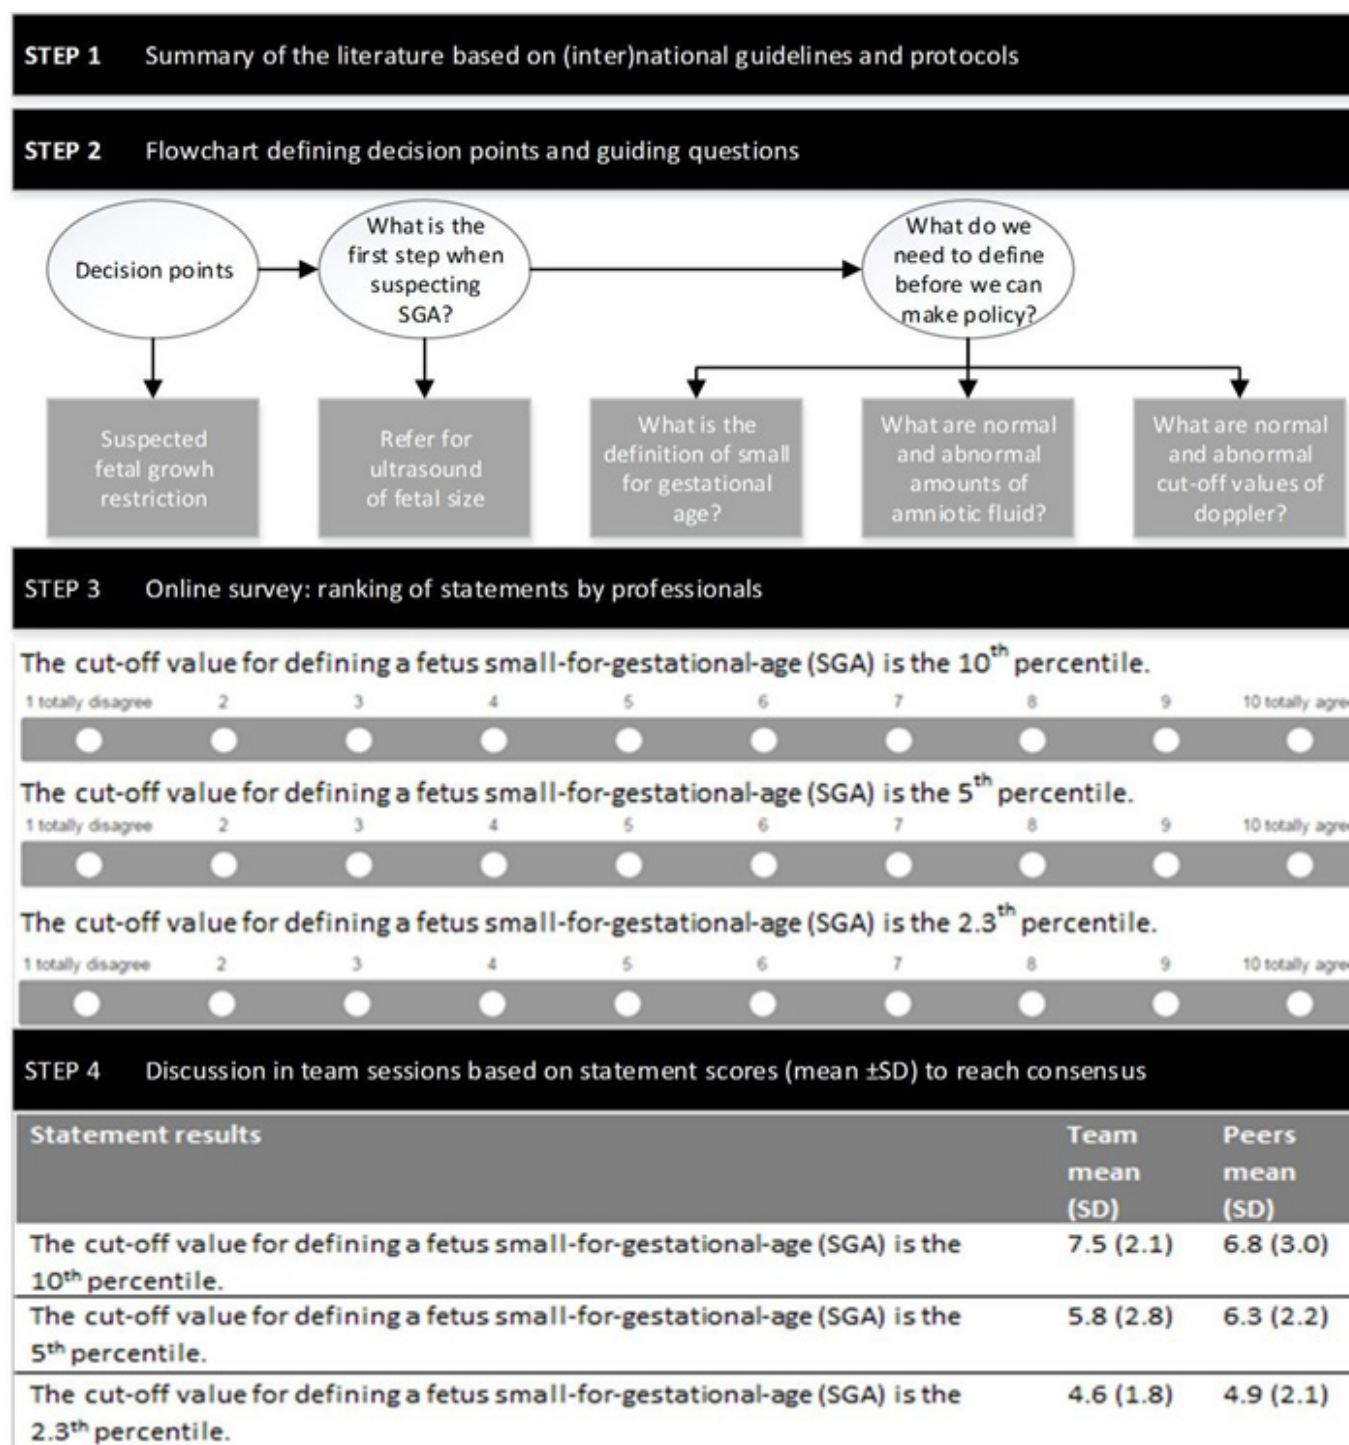 STEP 1 Summary of the literature based on (inter)national guidelines and protocols
STEP 2 Flowchart defining decision points and guiding questions
Decision points
What is the
first step when
suspecting
SGA?
What do we
need to define
before we can
make policy?
Suspected
fetal growth
restriction
Refer for
ultrasound
of fetal size
What is the
definition of small
for gestational
age?
What are normal
and abnormal
amounts of
amniotic fluid?
What are normal
and abnormal
cut-off values of
doppler?
STEP 3 Online survey: ranking of statements by professionals
The cut-off value for defining a fetus small-for-gestational-age (SGA) is the 10th percentile.
1 totally disagree 2 3 4 5 6 7 8 9 10 totally agre
The cut-off value for defining a fetus small-for-gestational-age (SGA) is the 5th percentile.
1 totally disagree 2 3 4 5 6 7 8 9 10 totally agre
The cut-off value for defining a fetus small-for-gestational-age (SGA) is the 2.3th percentile.
1 totally disagree 2 3 4 5 6 7 8 9 10 totally agre
STEP 4 Discussion in team sessions based on statement scores (mean ±SD) to reach consensus
Statement results Team Peers
mean mean
(SD) (SD)
The cut-off value for defining a fetus small-for-gestational-age (SGA) is the 7.5 (2.1) 6.8 (3.0)
10th percentile.
The cut-off value for defining a fetus small-for-gestational-age (SGA) is the 5.8 (2.8) 6.3 (2.2)
5th percentile.
The cut-off value for defining a fetus small-for-gestational-age (SGA) is the 4.6 (1.8) 4.9 (2.1)
2.3th percentile.